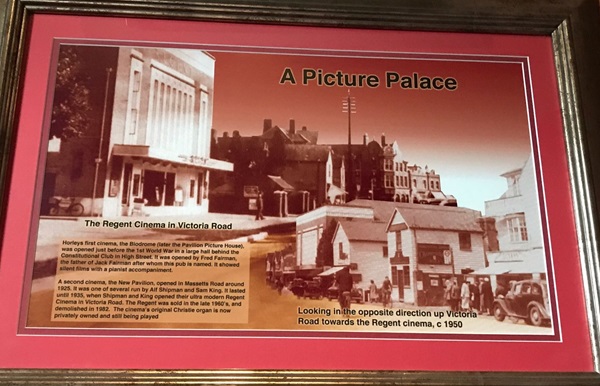 A Picture Palace
The Regent Cinema in Victoria Road
Horleys first cinema, the Biodrome (later the Pavilion Picture House),
was opened just before the 1st World War in a large hall behind the
Constitutional Club in High Street. It was opened by Fred Fairman,
the father of Jack Fairman after whom this pub is named. It showed
silent films with a pianist accompaniment.
A second cinema, the New Pavilion, opened in Massetts Road around
1925. It was one of several run by Alf Shipman and Sam King. It lasted
until 1935, when Shipman and King opened their ultra modern Regent
Cinema in Victoria Road. The Regent was sold in the late 1960's, and
demolished in 1982. The cinema's original Christie organ is now
privately owned and still being played
Looking in the opposite direction up Victoria
Road towards the Regent cinema, c 1950